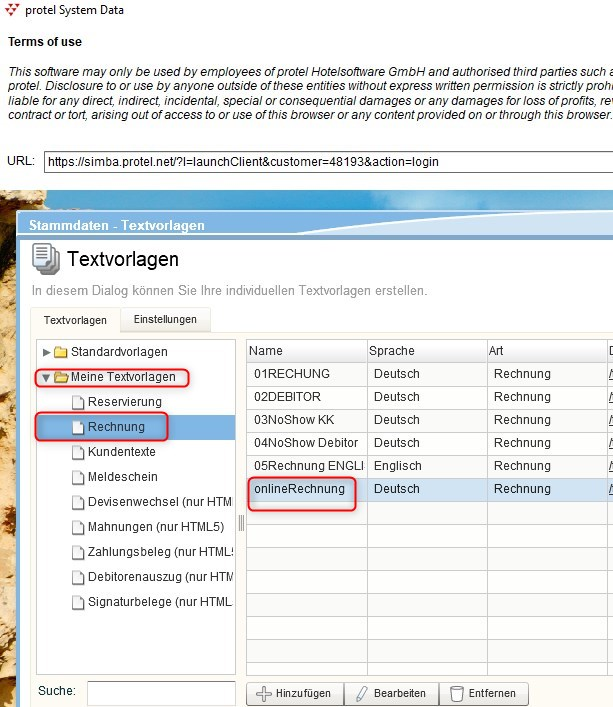 protel System Data
Terms of use
This software may only be used by employees of protel Hotelsoftware GmbH and authorised third parties such a
protel. Disclosure to or use by anyone outside of these entities without express written permission is strictly proh
liable for any direct, indirect, incidental, special or consequential damages or any damages for loss of profits, rev
contract or tort, arising out of access to or use of this browser or any content provided on or through this browser.
URL: https://simba.protel.net/?l=launchClient&customer=48193&action=login
Stammdaten - Textvorlagen
Textvorlagen
In diesem Dialog können Sie Ihre individuellen Textvorlagen erstellen.
Textvorlagen Einstellungen
Standardvorlagen
Meine Textvorlagen
Reservierung
Rechnung
Kundentexte
Meldeschein
Devisenwechsel (nur HTM
Mahnungen (nur HTML5)
Zahlungsbeleg (nur HTML
Debitorenauszug (nur HTM
Signaturbelege (nur HTML
Name Sprache Art
01RECHUNG Deutsch Rechnung
02DEBITOR Deutsch Rechnung
03NoShow KK Deutsch Rechnung
04NoShow Debitor Deutsch Rechnung
05Rechnung ENGLI Englisch Rechnung
onlineRechnung Deutsch Rechnung
Suche:
Hinzufügen Bearbeiten Entfernen